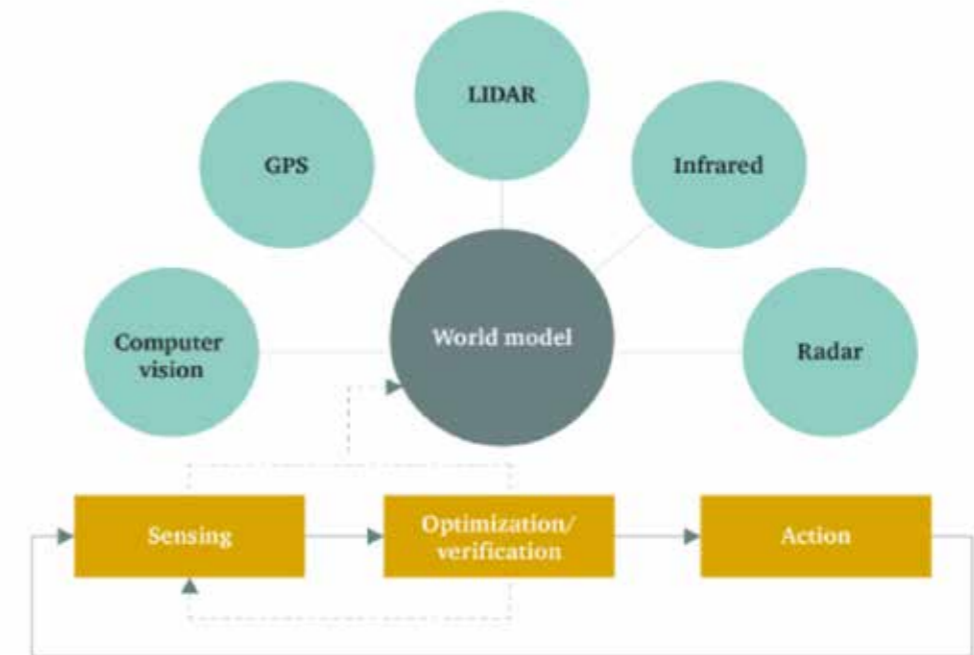 LIDAR
GPS
Infrared
World model
Computer
vision
Radar
Sensing
Optimization/
verification
Action